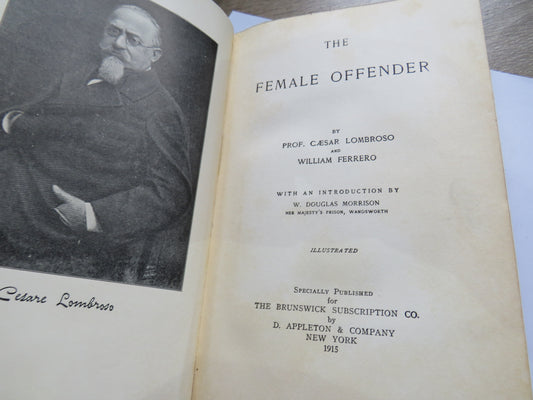 Cesare Lombroso
THE
FEMALE OFFENDER
BY
PROF. CÆSAR LOMBROSO
AND
WILLIAM FERRERO
WITH AN INTRODUCTION BY
W. DOUGLAS MORRISON
HER MAJESTY'S PRISON, WANDSWORTH
ILLUSTRATED
SPECIALLY PUBLISHED
for
THE BRUNSWICK SUBSCRIPTION CO.
by
D. APPLETON & COMPANY
NEW YORK
1915